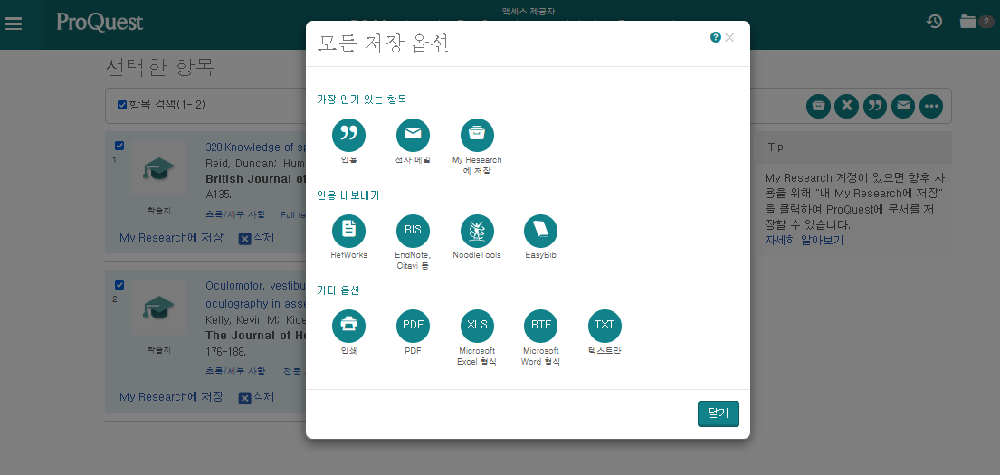 액세스 제공자
ProQuest
2
선택한 항목
항목 검색(1- 2)
1
328 Knowledge of sp
Reid, Duncan; Hum
British Journal of
A135.
학술지
초록/세부 사항 Full te
My Research에 저장 삭제
2
Oculomotor, vestibu
oculography in asse
Kelly, Kevin M; Kide
The Journal of He
176-188.
학술지
초록/세부 사항 전문
My Research에 저장 삭제
모든 저장 옵션
가장 인기 있는 항목
인용
전자 메일
My Research
에 저장
인용 내보내기
RIS
RefWorks
EndNote,
Citavi 등
NoodleTools
EasyBib
기타 옵션
PDF
XLS
RTF
TXT
인쇄
PDF
Microsoft
Excel 형식
Microsoft
Word 형식
텍스트만
닫기
Tip
My Research 계정이 있으면 향후 사
용을 위해 "내 My Research에 저장"
을 클릭하여 ProQuest에 문서를 저
장할 수 있습니다.
자세히 알아보기